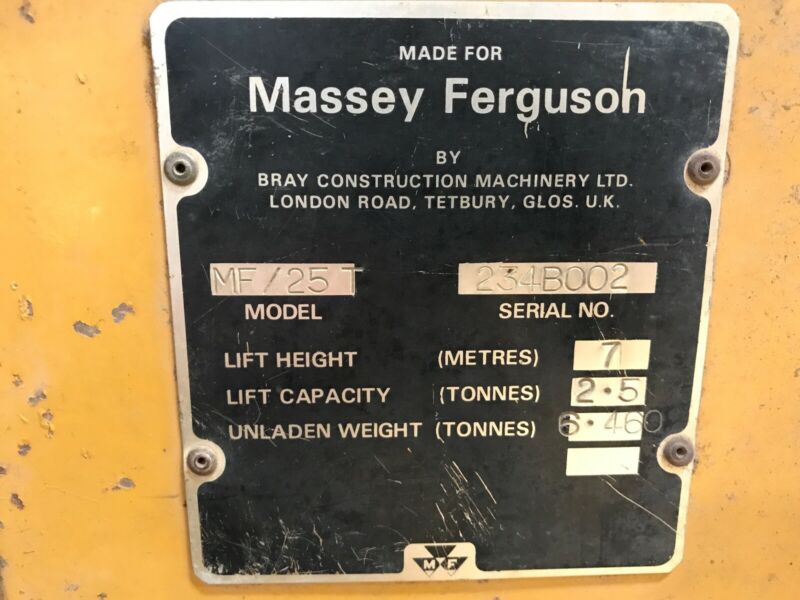 MADE FOR
Massey Ferguson
BY
BRAY CONSTRUCTION MACHINERY LTD.
LONDON ROAD, TETBURY, GLOS. U.K.
MF/25T 234B002
MODEL SERIAL NO.
LIFT HEIGHT (METRES) 7
LIFT CAPACITY (TONNES) 2.5
UNLADEN WEIGHT (TONNES) 6.460
MF